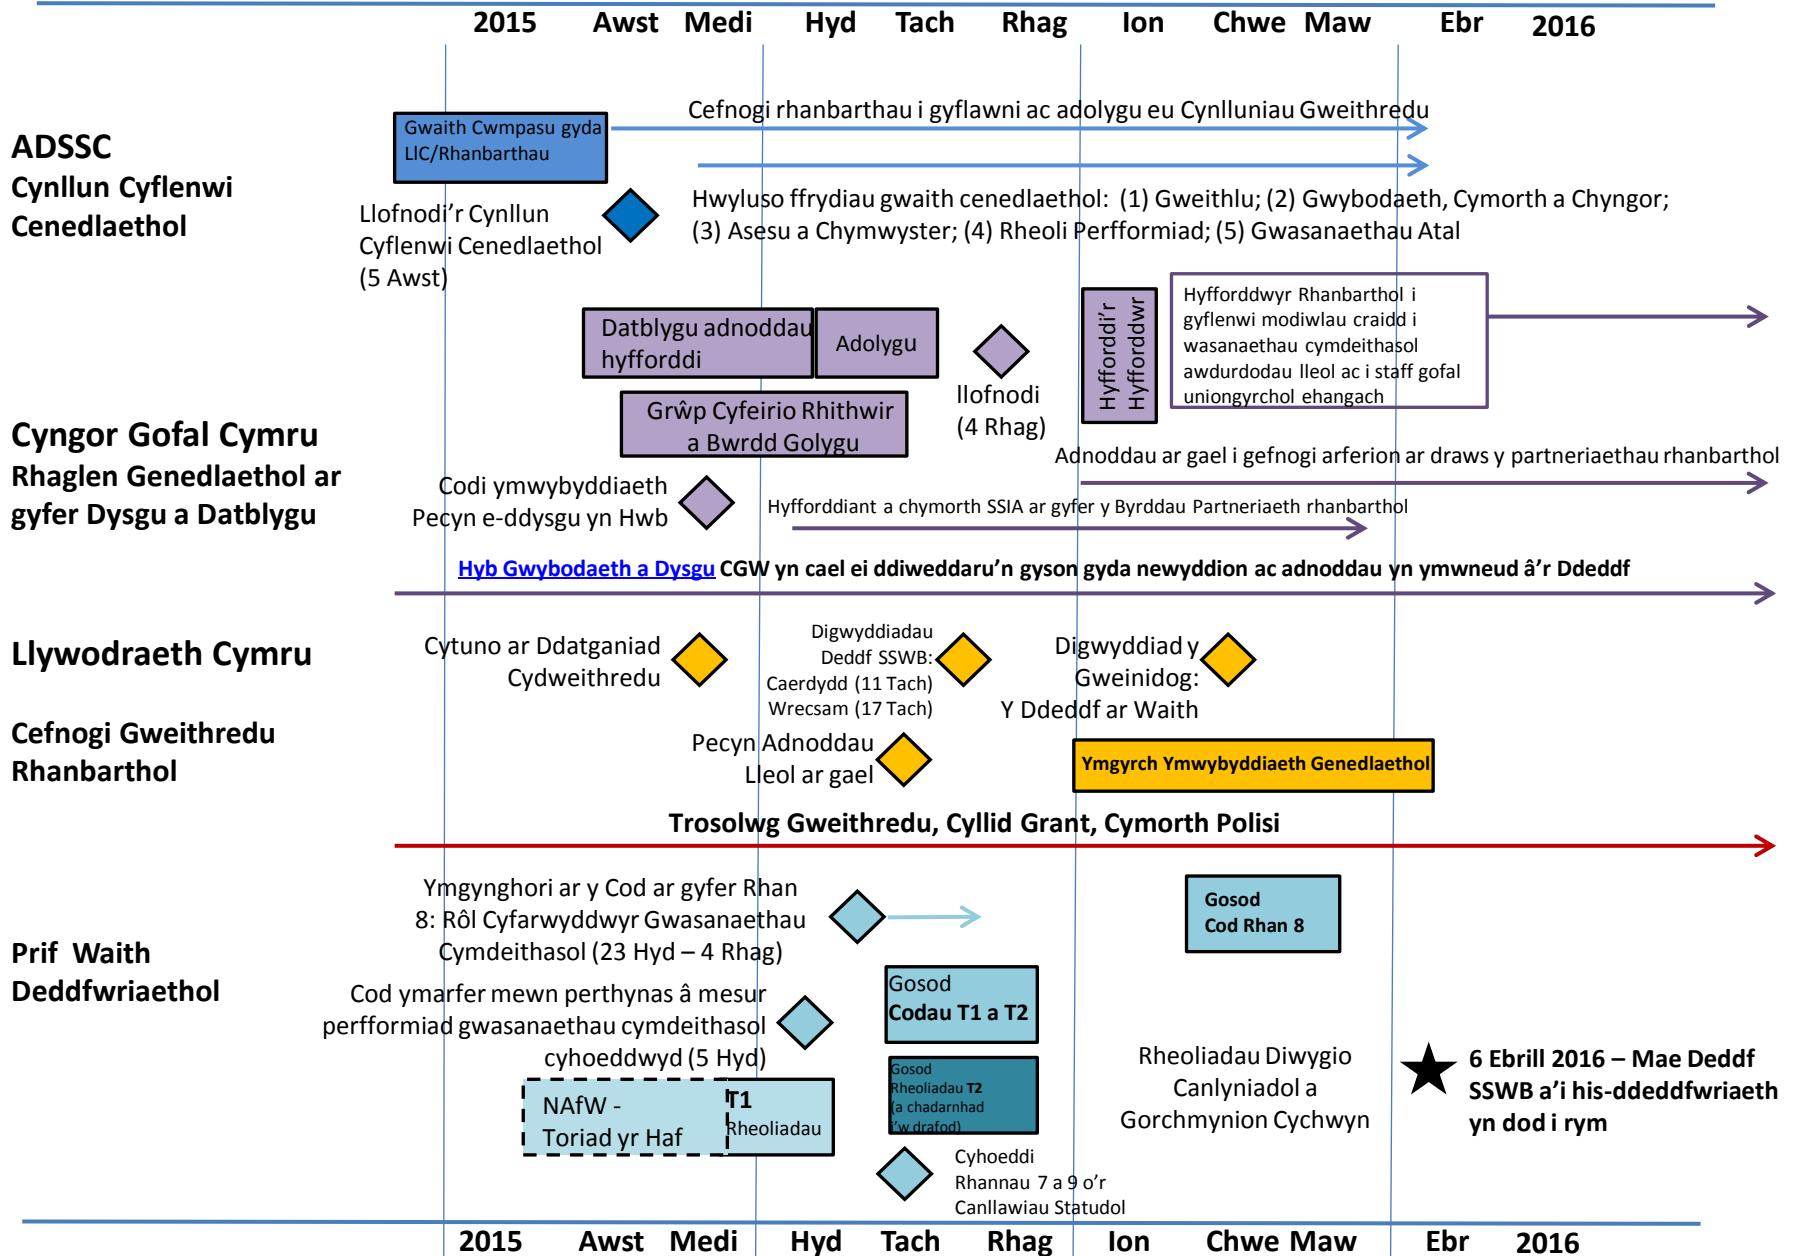 2015 Awst Medi Hyd Tach Rhag Ion Chwe Maw Ebr 2016
ADSSC
Cynllun Cyflenwi
Cenedlaethol
Gwaith Cwmpasu gyda
LlC/Rhanbarthau
Cefnogi rhanbarthau i gyflawni ac adolygu eu Cynlluniau Gweithredu
Llofnodi’r Cynllun
Cyflenwi Cenedlaethol
(5 Awst)
Hwyluso ffrydiau gwaith cenedlaethol: (1) Gweithlu; (2) Gwybodaeth, Cymorth a Chyngor;
(3) Asesu a Chymwyster; (4) Rheoli Perfformiad; (5) Gwasanaethau Atal
Cyngor Gofal Cymru
Rhaglen Genedlaethol ar
gyfer Dysgu a Datblygu
Datblygu adnoddau
hyfforddi
Adolygu
llofnodi
(4 Rhag)
Hyfforddi’r
Hyfforddwr
Hyfforddwyr Rhanbarthol i
gyflenwi modiwlau craidd i
wasanaethau cymdeithasol
awdurdodau lleol ac i staff gofal
uniongyrchol ehangach
Grŵp Cyfeirio Rhithwir
a Bwrdd Golygu
Adnoddau ar gael i gefnogi arferion ar draws y partneriaethau rhanbarthol
Codi ymwybyddiaeth
Pecyn e-ddysgu yn Hwb
Hyfforddiant a chymorth SSIA ar gyfer y Byrddau Partneriaeth rhanbarthol
Hyb Gwybodaeth a Dysgu CGW yn cael ei ddiweddaru’n gyson gyda newyddion ac adnoddau yn ymwneud â’r Ddeddf
Llywodraeth Cymru
Cefnogi Gweithredu
Rhanbarthol
Cytuno ar Ddatganiad
Cydweithredu
Digwyddiadau
Deddf SSWB:
Caerdydd (11 Tach)
Wrecsam (17 Tach)
Digwyddiad y
Gweinidog:
Y Ddeddf ar Waith
Pecyn Adnoddau
Lleol ar gael
Ymgyrch Ymwybyddiaeth Genedlaethol
Trosolwg Gweithredu, Cyllid Grant, Cymorth Polisi
Prif Waith
Deddfwriaethol
Ymgynghori ar y Cod ar gyfer Rhan
8: Rôl Cyfarwyddwyr Gwasanaethau
Cymdeithasol (23 Hyd – 4 Rhag)
Gosod
Cod Rhan 8
Cod ymarfer mewn perthynas â mesur
perfformiad gwasanaethau cymdeithasol
cyhoeddwyd (5 Hyd)
Gosod
Codau T1 a T2
NAfW -
Toriad yr Haf
T1
Rheoliadau
Gosod
Rheoliadau T2
(a chadarnhad
i’w drafod)
Rheoliadau Diwygio
Canlyniadol a
Gorchmynion Cychwyn
6 Ebrill 2016 – Mae Deddf
SSWB a’i his-ddeddfwriaeth
yn dod i rym
Cyhoeddi
Rhannau 7 a 9 o’r
Canllawiau Statudol
2015 Awst Medi Hyd Tach Rhag Ion Chwe Maw Ebr 2016